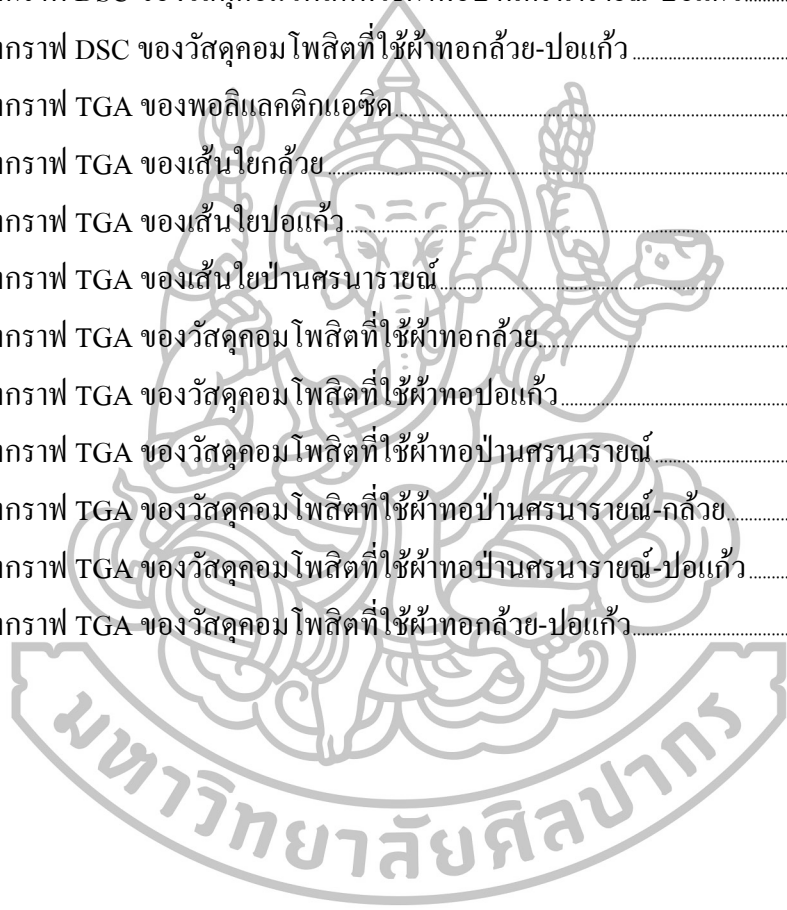 กราฟ DSC ของวัสดุคอมโพสิตที่ใช้ผ้าทอกล้วย-ปอแก้ว
กราฟ TGA ของพอลิแลคติกแอซิด
กราฟ TGA ของเส้นใยกล้วย
กราฟ TGA ของเส้นใยปอแก้ว
กราฟ TGA ของเส้นใยป่านศรนารายณ์
กราฟ TGA ของวัสดุคอมโพสิตที่ใช้ผ้าทอกล้วย
กราฟ TGA ของวัสดุคอมโพสิตที่ใช้ผ้าทอปอแก้ว
กราฟ TGA ของวัสดุคอมโพสิตที่ใช้ผ้าทอป่านศรนารายณ์
กราฟ TGA ของวัสดุคอมโพสิตที่ใช้ผ้าทอป่านศรนารายณ์-กล้วย
กราฟ TGA ของวัสดุคอมโพสิตที่ใช้ผ้าทอป่านศรนารายณ์-ปอแก้ว
กราฟ TGA ของวัสดุคอมโพสิตที่ใช้ผ้าทอกล้วย-ปอแก้ว
มหาวิทยาลัยศิลปากร